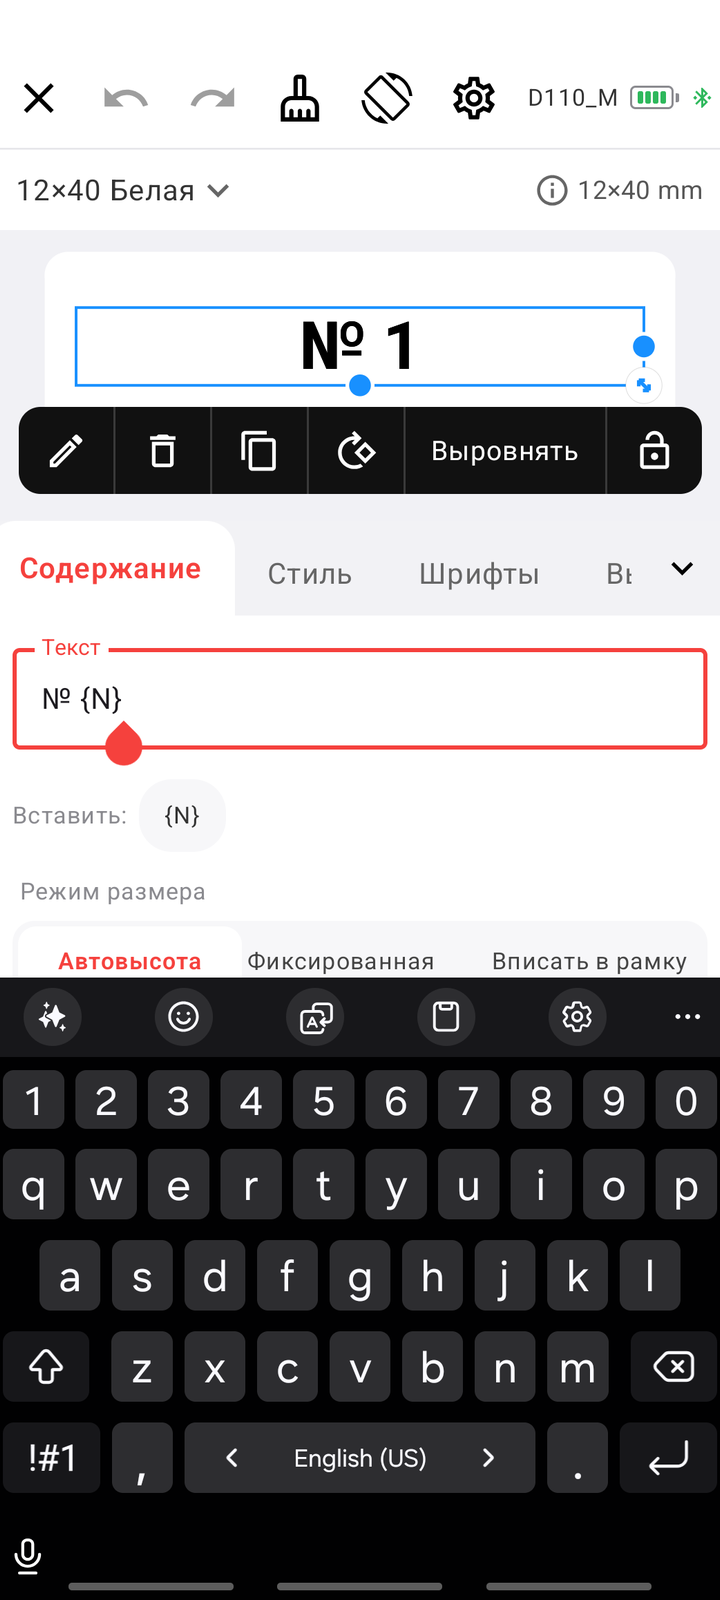 D110_M
12×40 Белая
12×40 mm
№ 1
Выровнять
Содержание
Стиль
Шрифты
Текст
№ {N}
Вставить:
{N}
Режим размера
Автовысота
Фиксированная
Вписать в рамку
1 2 3 4 5 6 7 8 9 0
q w e r t y u i o p
a s d f g h j k l
z x c v b n m
!#1 , English (US) .